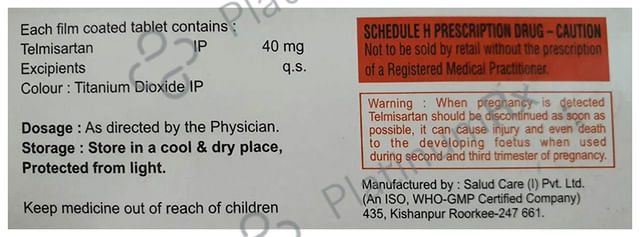 Each film coated tablet contains :
Telmisartan IP 40 mg
Excipients q.s.
Colour : Titanium Dioxide IP
Dosage : As directed by the Physician.
Storage : Store in a cool & dry place,
Protected from light.
Keep medicine out of reach of children
SCHEDULE H PRESCRIPTION DRUG – CAUTION
Not to be sold by retail without the prescription
of a Registered Medical Practitioner.
Warning : When pregnancy is detected
Telmisartan should be discontinued as soon as
possible, it can cause injury and even death
to the developing foetus when used
during second and third trimester of pregnancy.
Manufactured by : Salud Care (I) Pvt. Ltd.
(An ISO, WHO-GMP Certified Company)
435, Kishanpur Roorkee-247 661.